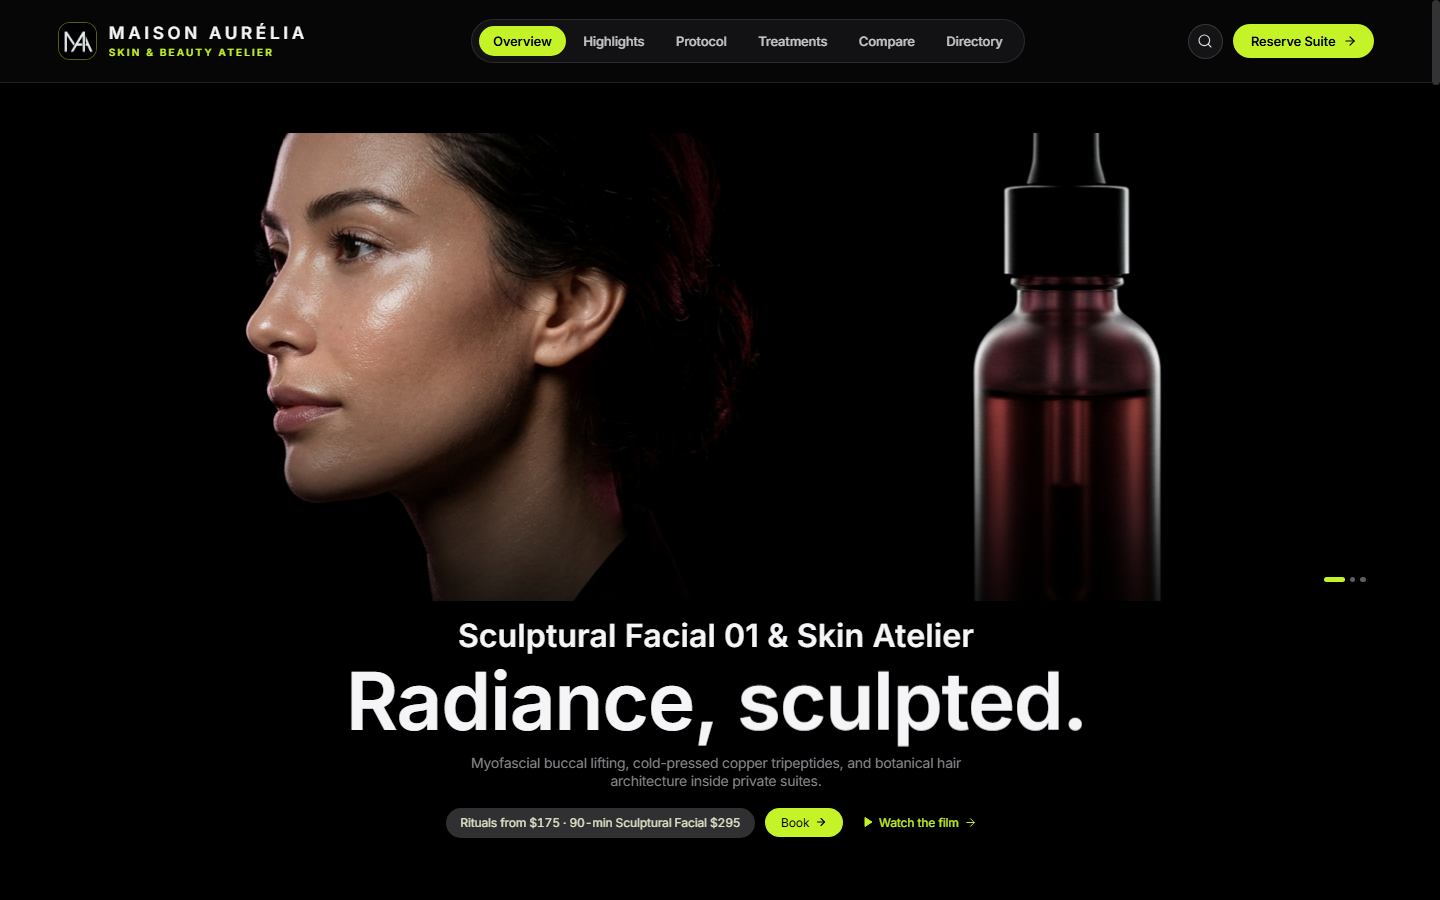 MA
MAISON AURÉLIA
SKIN & BEAUTY ATELIER
Overview
Highlights
Protocol
Treatments
Compare
Directory
Reserve Suite
Sculptural Facial 01 & Skin Atelier
Radiance, sculpted.
Myofascial buccal lifting, cold-pressed copper tripeptides, and botanical hair
architecture inside private suites.
Rituals from $175 · 90-min Sculptural Facial $295
Book
Watch the film